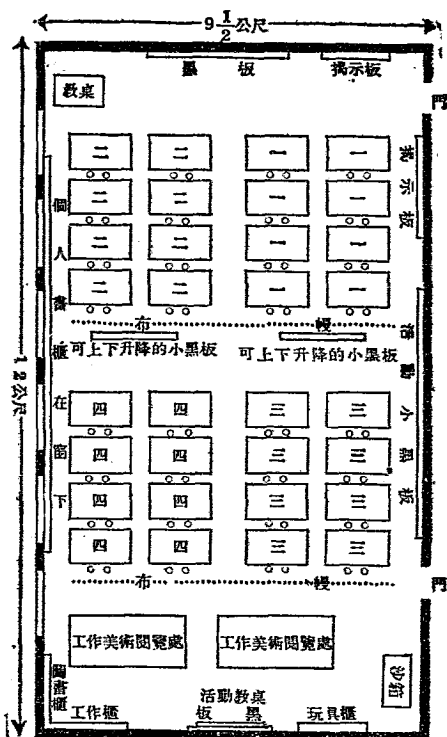 9 1/2 公尺
黑 板
揭示板
教桌
門
二 二 一 一
二 二 一 一
二 二 一 一
二 二 一 一
揭示板
個人書櫃在窗下
12公尺
布 幔
可上下升降的小黑板
可上下升降的小黑板
活動小黑板
四 四 三 三
四 四 三 三
四 四 三 三
四 四 三 三
布 幔
門
工作美術閱覽處
工作美術閱覽處
圖書櫃
沙箱
工作櫃
活動教桌
板 黑
玩具櫃